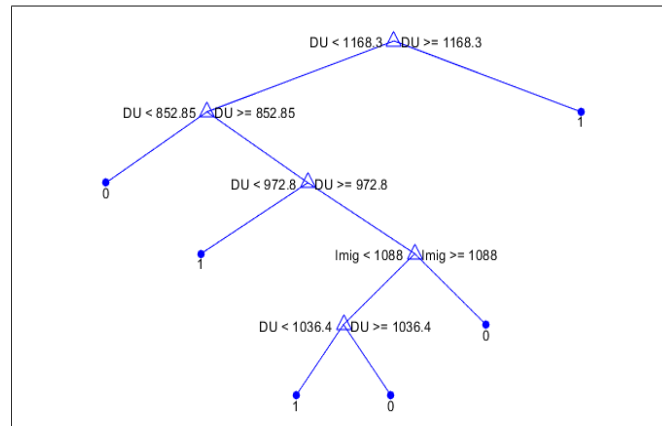 DU < 1168.3 DU >= 1168.3
DU < 852.85 DU >= 852.85
1
DU < 972.8 DU >= 972.8
0
Imig < 1088 Imig >= 1088
1
DU < 1036.4 DU >= 1036.4
0
1 0